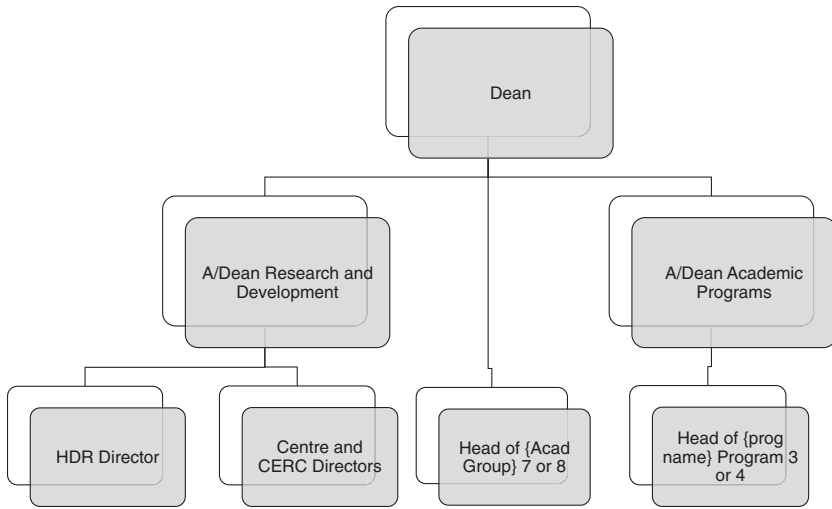 Dean
A/Dean Research and
Development
A/Dean Academic
Programs
HDR Director
Centre and
CERC Directors
Head of {Acad
Group} 7 or 8
Head of {prog
name} Program 3
or 4